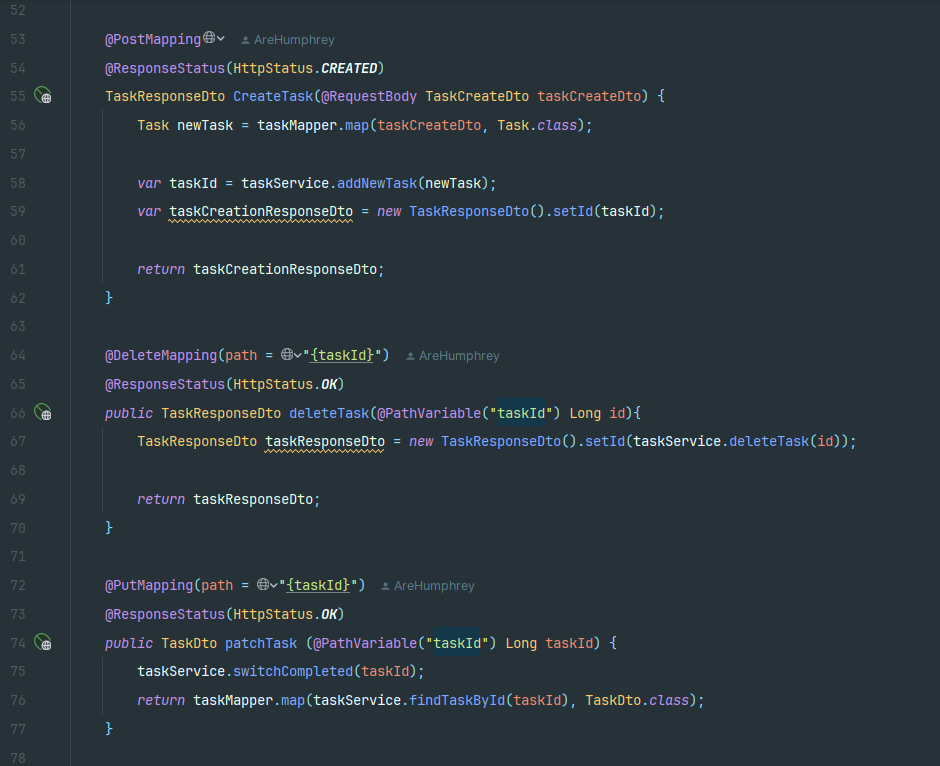 52
53 @PostMapping AreHumphrey
54 @ResponseStatus(HttpStatus.CREATED)
55 TaskResponseDto CreateTask(@RequestBody TaskCreateDto taskCreateDto) {
56 Task newTask = taskMapper.map(taskCreateDto, Task.class);
57
58 var taskId = taskService.addNewTask(newTask);
59 var taskCreationResponseDto = new TaskResponseDto().setId(taskId);
60
61 return taskCreationResponseDto;
62 }
63
64 @DeleteMapping(path = "{taskId}") AreHumphrey
65 @ResponseStatus(HttpStatus.OK)
66 public TaskResponseDto deleteTask(@PathVariable("taskId") Long id){
67 TaskResponseDto taskResponseDto = new TaskResponseDto().setId(taskService.deleteTask(id));
68
69 return taskResponseDto;
70 }
71
72 @PutMapping(path = "{taskId}") AreHumphrey
73 @ResponseStatus(HttpStatus.OK)
74 public TaskDto patchTask (@PathVariable("taskId") Long taskId) {
75 taskService.switchCompleted(taskId);
76 return taskMapper.map(taskService.findTaskById(taskId), TaskDto.class);
77 }
78